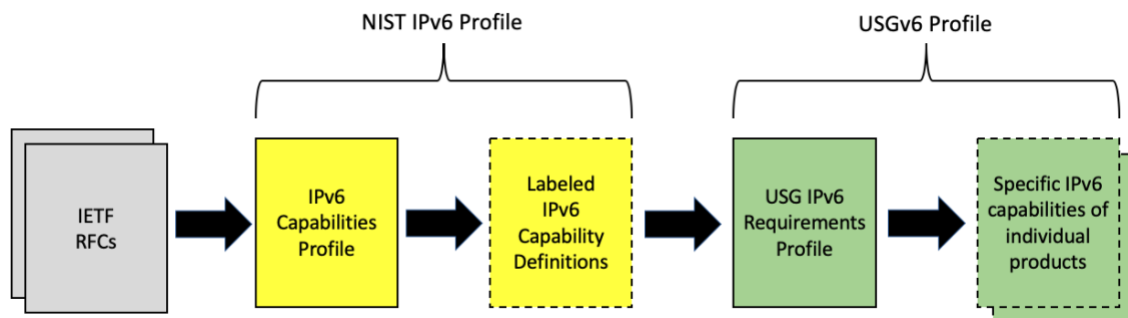 NIST IPv6 Profile
USGv6 Profile
IETF
RFCs
IPv6
Capabilities
Profile
Labeled
IPv6
Capability
Definitions
USG IPv6
Requirements
Profile
Specific IPv6
capabilities of
individual
products